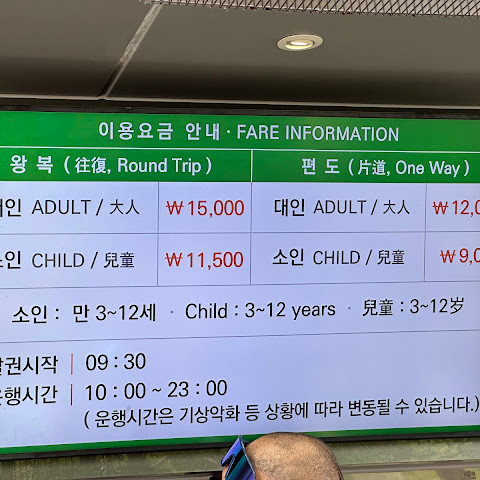 이용요금 안내 · FARE INFORMATION
왕 복 ( 往復, Round Trip ) 편 도 ( 片道, One Way )
ADULT / 大人 ₩15,000 대인 ADULT / 大人
CHILD / 兒童 ₩11,500 소인 CHILD / 兒童
소인 : 만 3~12세 · Child : 3~12 years · 兒童 : 3~12岁
09 : 30
10 : 00 ~ 23 : 00
( 운행시간은 기상악화 등 상황에 따라 변동될 수 있습니다.)